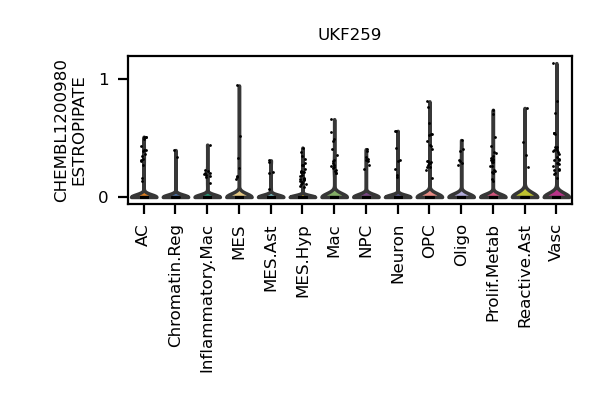 UKF259
CHEMBL1200980
ESTROPIPATE
1
0
AC
Chromatin.Reg
Inflammatory.Mac
MES
MES.Ast
MES.Hyp
Mac
NPC
Neuron
OPC
Oligo
Prolif.Metab
Reactive.Ast
Vasc